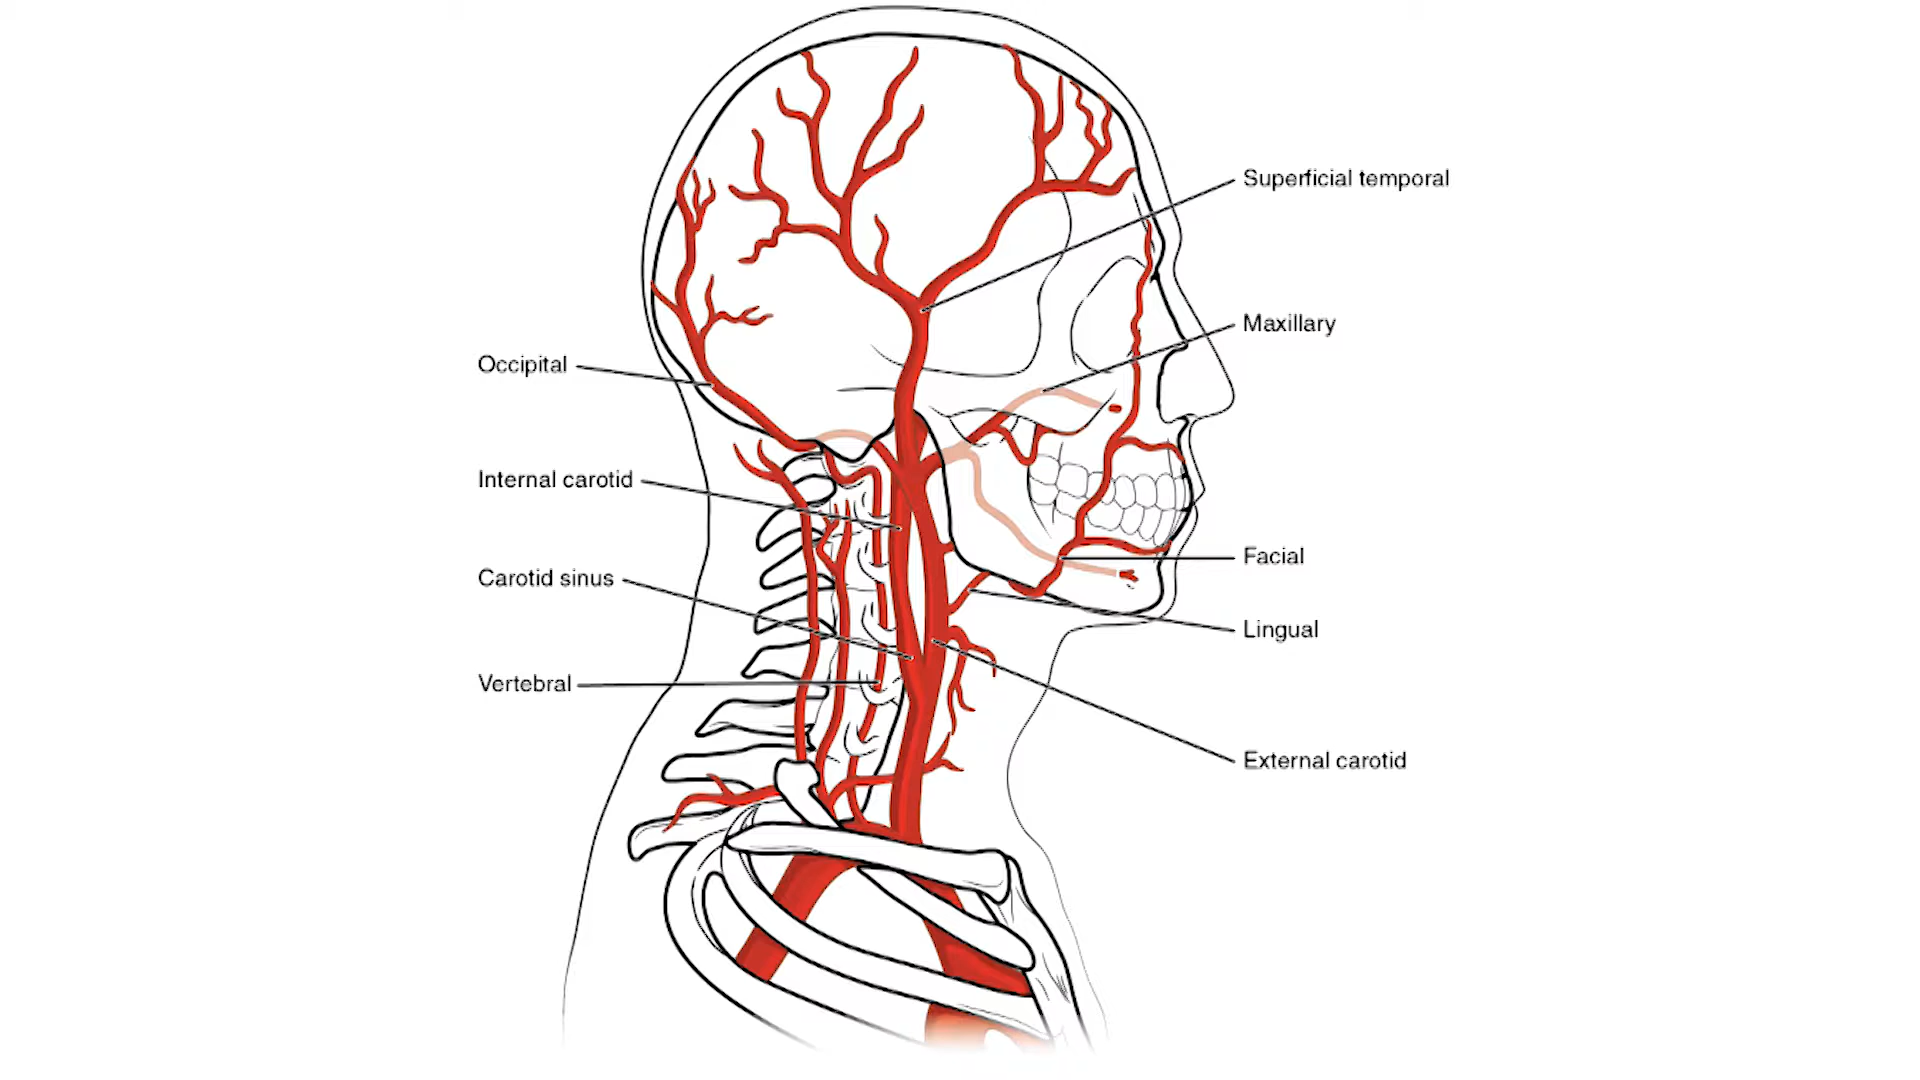 Superficial temporal
Maxillary
Occipital
Internal carotid
Carotid sinus
Vertebral
Facial
Lingual
External carotid